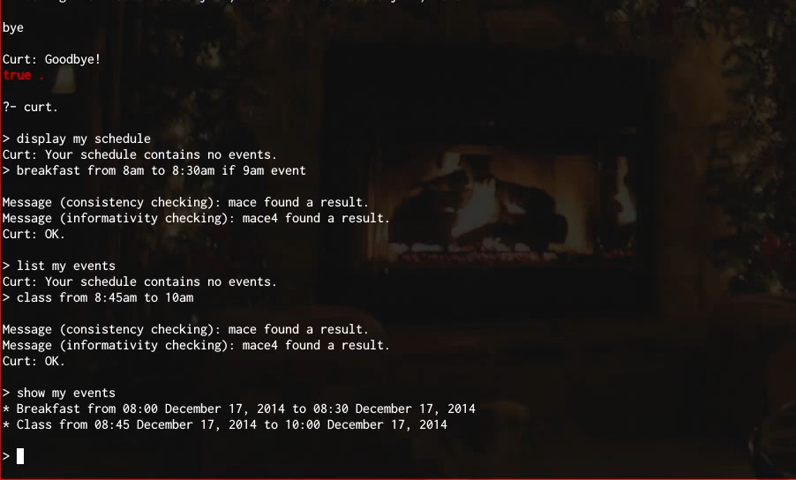 bye
Curt: Goodbye!
true .
?- curt.
> display my schedule
Curt: Your schedule contains no events.
> breakfast from 8am to 8:30am if 9am event
Message (consistency checking): mace found a result.
Message (informativity checking): mace4 found a result.
Curt: OK.
> list my events
Curt: Your schedule contains no events.
> class from 8:45am to 10am
Message (consistency checking): mace found a result.
Message (informativity checking): mace4 found a result.
Curt: OK.
> show my events
* Breakfast from 08:00 December 17, 2014 to 08:30 December 17, 2014
* Class from 08:45 December 17, 2014 to 10:00 December 17, 2014
>